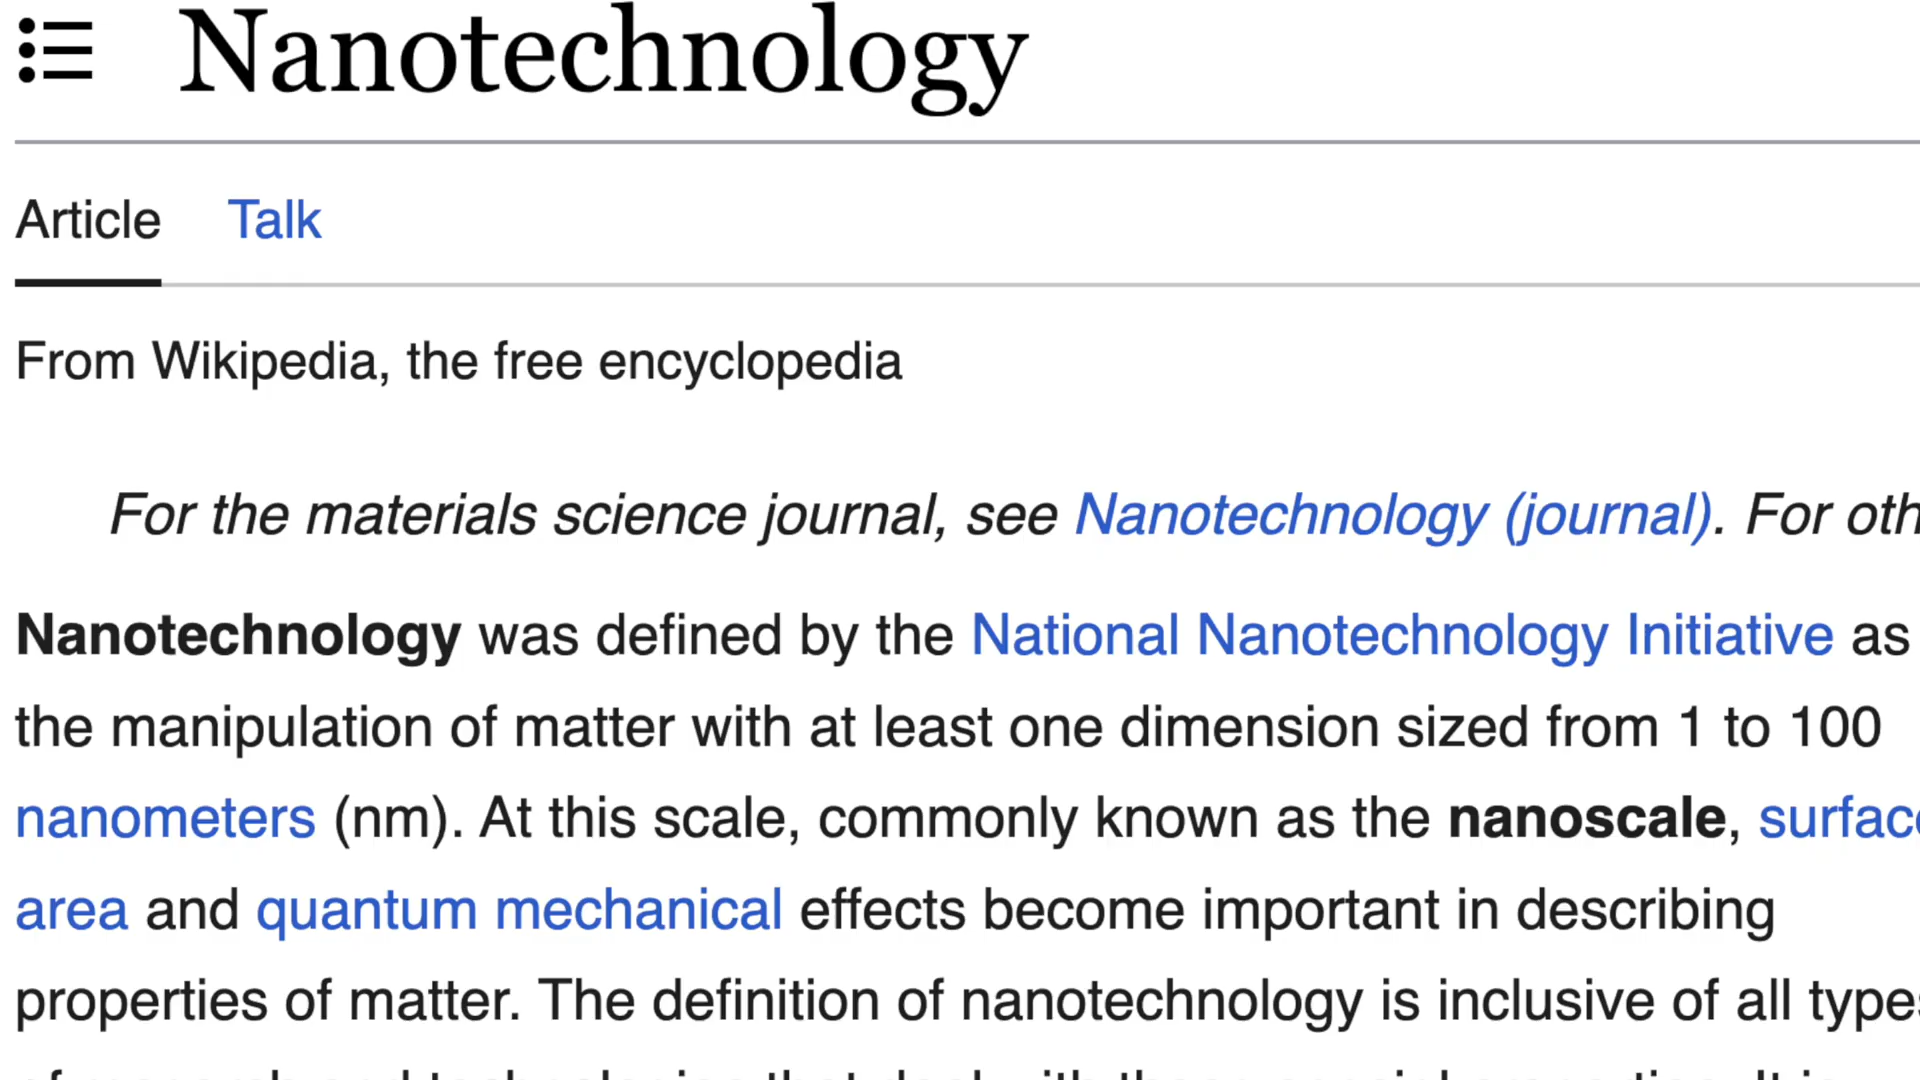 Nanotechnology
Article Talk
From Wikipedia, the free encyclopedia
For the materials science journal, see Nanotechnology (journal). For
Nanotechnology was defined by the National Nanotechnology Initiative as
the manipulation of matter with at least one dimension sized from 1 to 100
nanometers (nm). At this scale, commonly known as the nanoscale,
area and quantum mechanical effects become important in describing
properties of matter. The definition of nanotechnology is inclusive of all